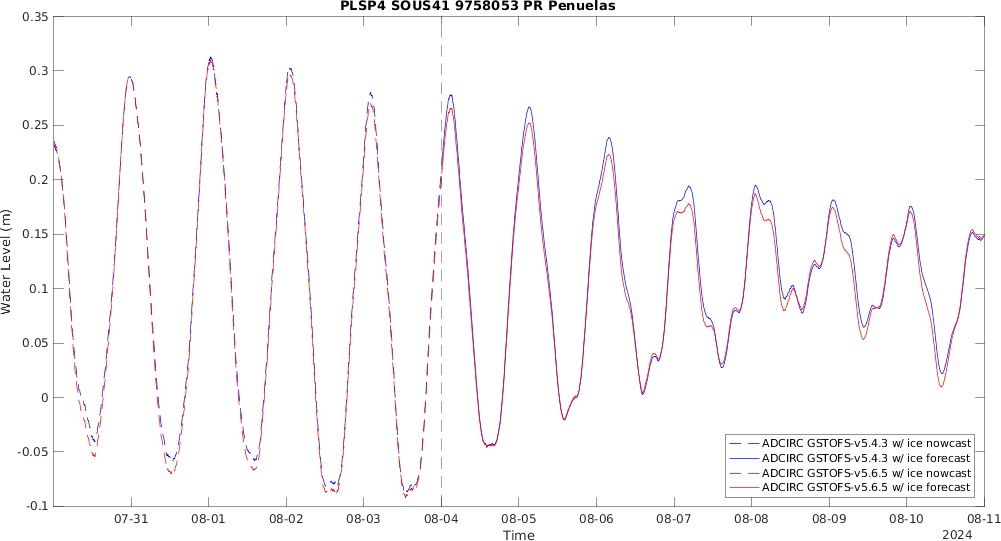 PLSP4 SOUS41 9758053 PR Penuelas
0.35
0.3
0.25
0.2
0.15
0.1
0.05
0
-0.05
-0.1
Water Level (m)
ADCIRC GSTOFS-v5.4.3 w/ ice nowcast
ADCIRC GSTOFS-v5.4.3 w/ ice forecast
ADCIRC GSTOFS-v5.6.5 w/ ice nowcast
ADCIRC GSTOFS-v5.6.5 w/ ice forecast
07-31 08-01 08-02 08-03 08-04 08-05 08-06 08-07 08-08 08-09 08-10 08-11
Time
2024